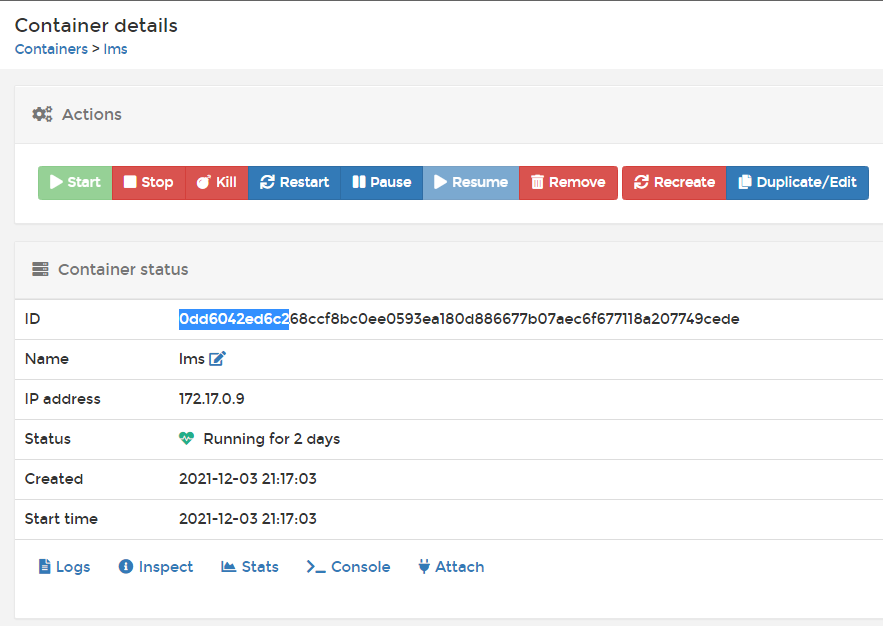 Container details
Containers > lms
Actions
Start Stop Kill Restart Pause Resume Remove Recreate Duplicate/Edit
Container status
ID 0dd6042ed6c268ccf8bc0ee0593ea180d886677b07aec6f677118a207749cede
Name lms
IP address 172.17.0.9
Status Running for 2 days
Created 2021-12-03 21:17:03
Start time 2021-12-03 21:17:03
Logs Inspect Stats >_ Console Attach